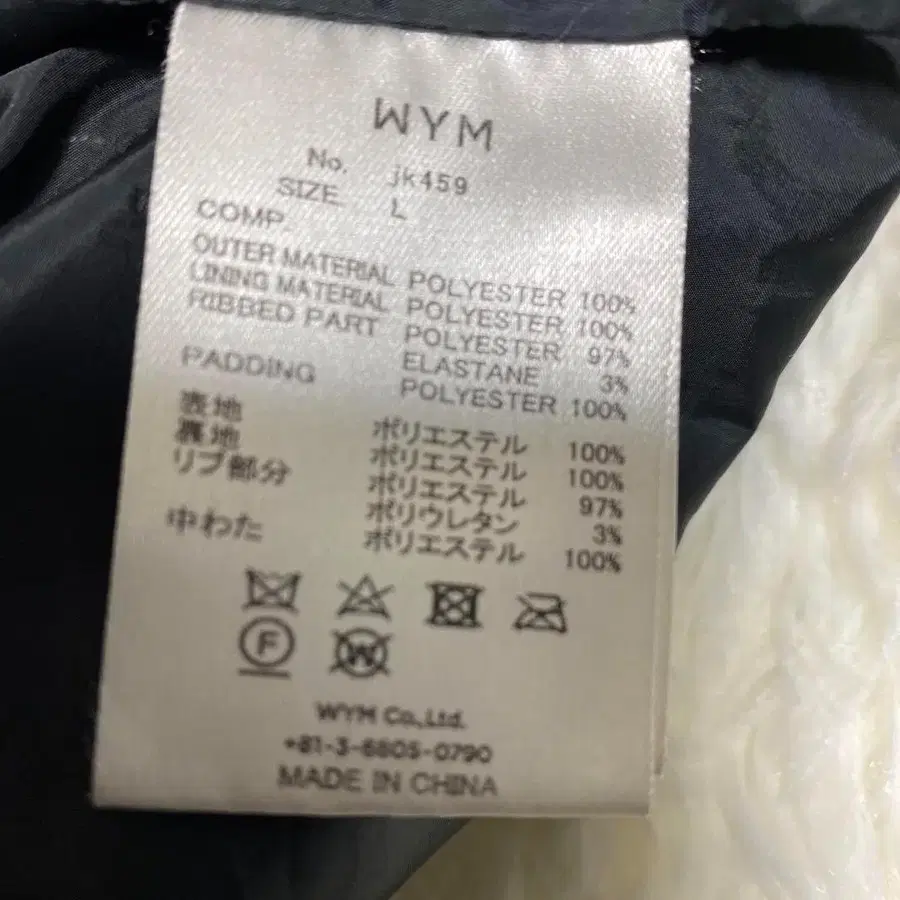 WYM
No. jk459
SIZE L
COMP.
OUTER MATERIAL POLYESTER 100%
LINING MATERIAL POLYESTER 100%
RIBBED PART POLYESTER 97%
ELASTANE 3%
PADDING POLYESTER 100%
表地 ポリエステル 100%
裏地 ポリエステル 100%
リブ部分 ポリエステル 97%
ポリウレタン 3%
中わた ポリエステル 100%
F W
WYM Co.,Ltd.
+81-3-6805-0790
MADE IN CHINA